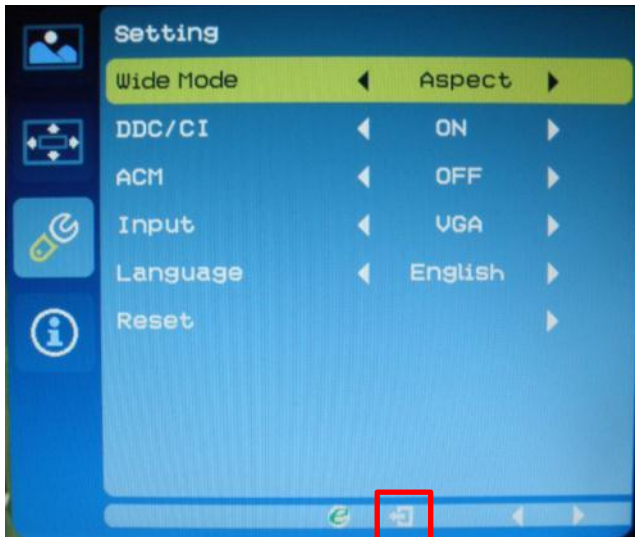 Setting
Wide Mode Aspect
DDC/CI ON
ACM OFF
Input VGA
Language English
Reset